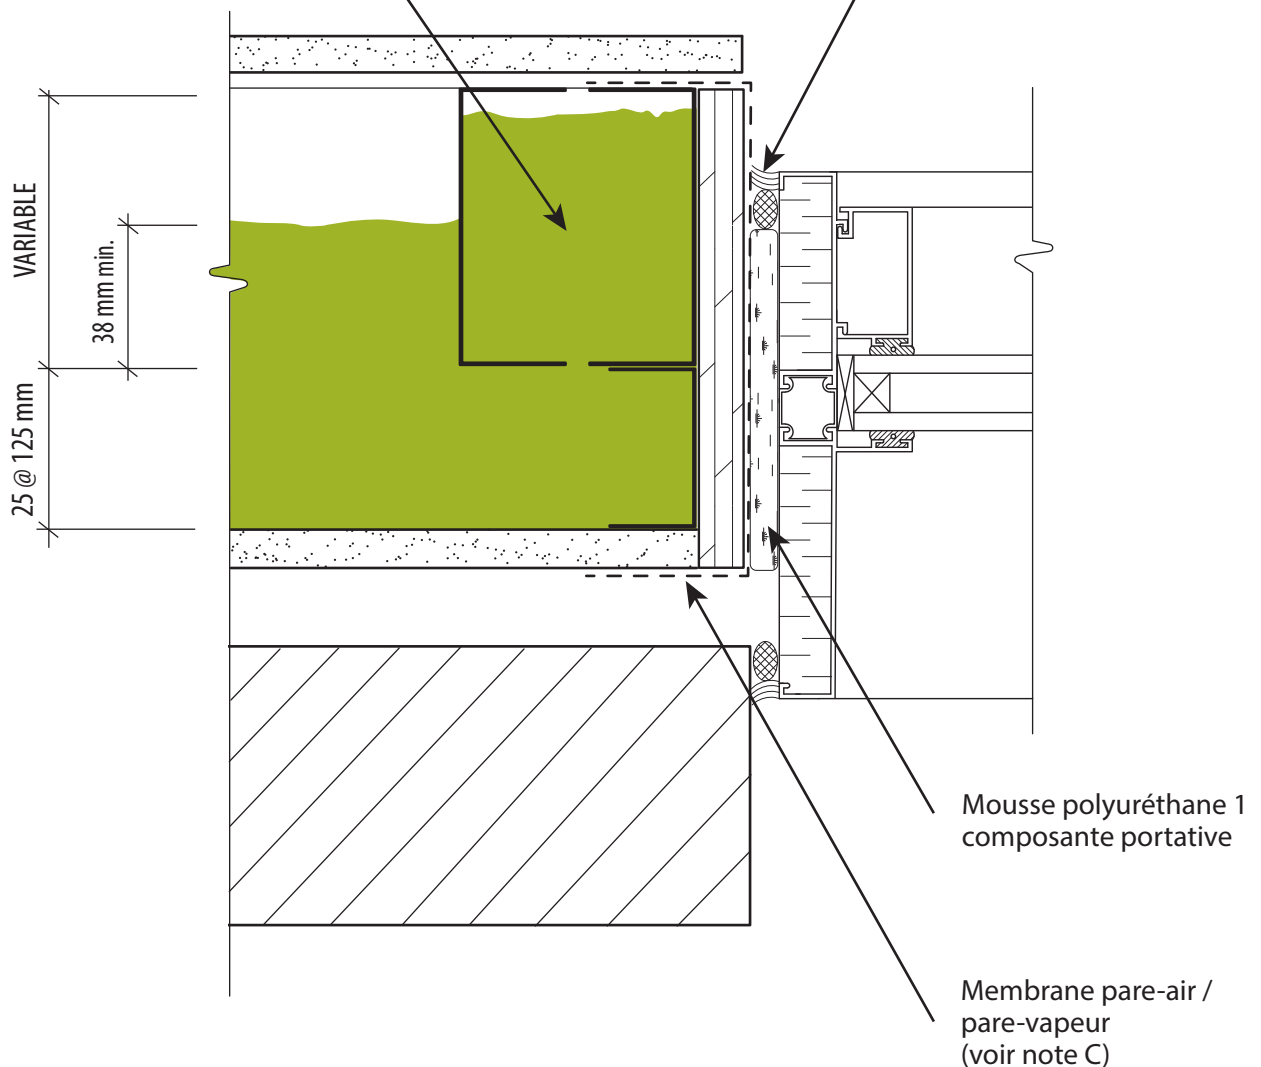 VARIABLE
38 mm min.
25 @ 125 mm
Mousse polyuréthane 1
composante portative
Membrane pare-air /
pare-vapeur
(voir note C)